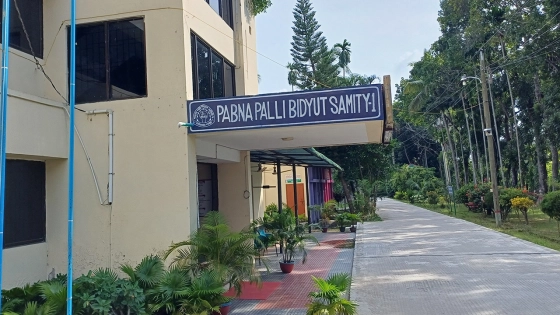 PABNA PALLI BIDYUT SAMITY-1